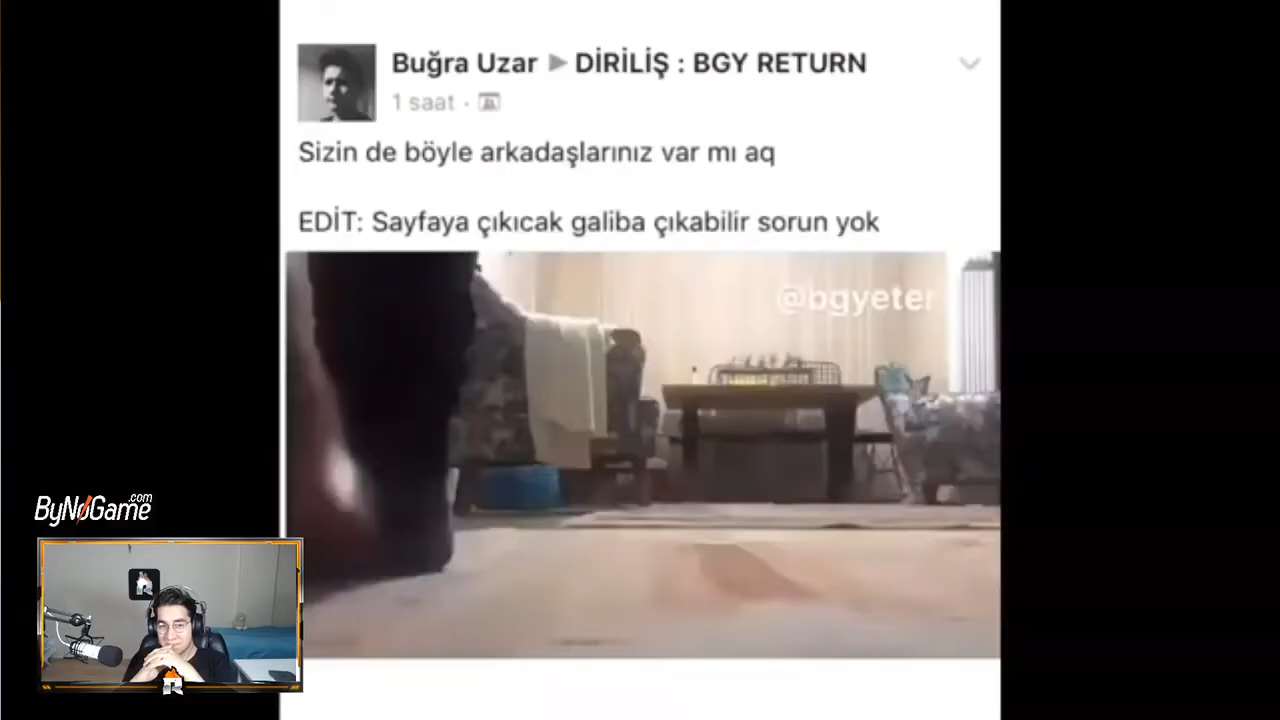 Buğra Uzar ▶ DİRİLİŞ : BGY RETURN
1 saat ·
Sizin de böyle arkadaşlarınız var mı aq
EDİT: Sayfaya çıkıcak galiba çıkabilir sorun yok
@bgyeter
ByNoGame.com